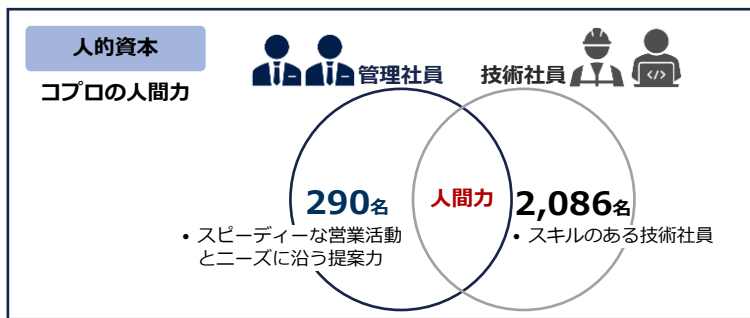 人的資本
コプロの人間力
管理社員
技術社員
</>
290名
人間力
2,086名
• スピーディーな営業活動
とニーズに沿う提案力
• スキルのある技術社員